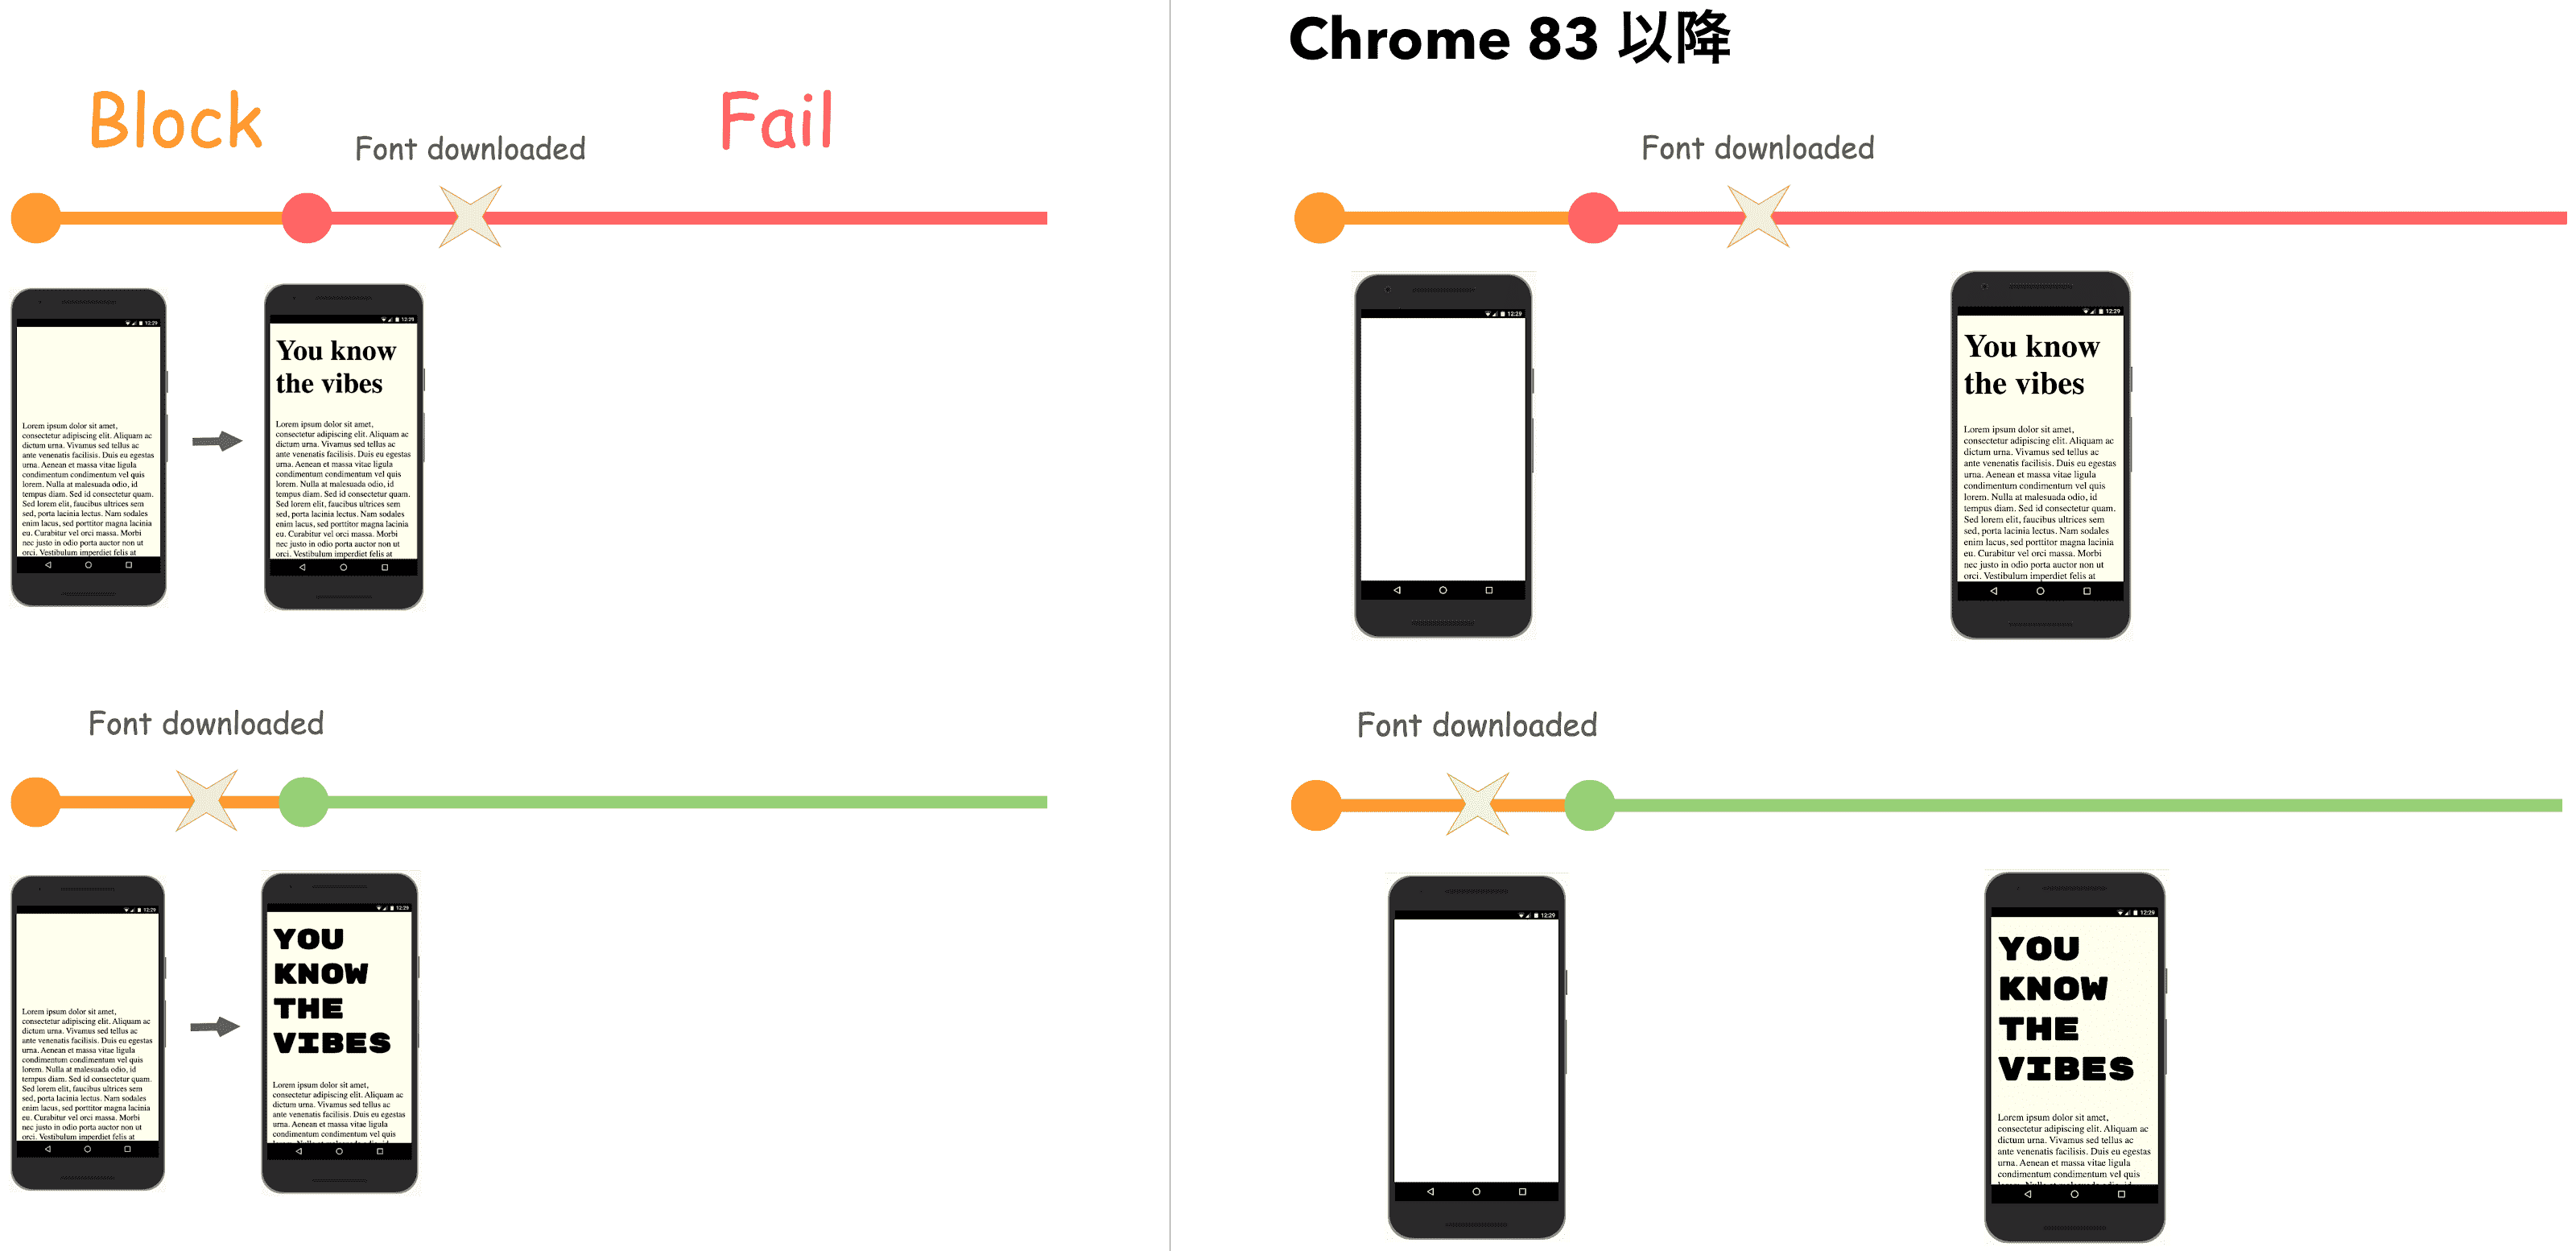 Chrome 83 以降
Block
Fail
Font downloaded
Font downloaded
12:29
Lorem ipsum dolor sit amet,
consectetur adipiscing elit. Aliquam ac
dictum urna. Vivamus sed tellus ac
ante venenatis facilisis. Duis eu egestas
urna. Aenean et massa vitae ligula
condimentum condimentum vel quis
lorem. Nulla at malesuada odio, id
tempus diam. Sed id consectetur quam.
Sed lorem elit, faucibus ultrices sem
sed, porta lacinia lectus. Nam sodales
enim lacus, sed porttitor magna lacinia
eu. Curabitur vel orci massa. Morbi
nec justo in odio porta auctor non ut
orci. Vestibulum imperdiet felis at
12:29
You know
the vibes
Lorem ipsum dolor sit amet,
consectetur adipiscing elit. Aliquam ac
dictum urna. Vivamus sed tellus ac
ante venenatis facilisis. Duis eu egestas
urna. Aenean et massa vitae ligula
condimentum condimentum vel quis
lorem. Nulla at malesuada odio, id
tempus diam. Sed id consectetur quam.
Sed lorem elit, faucibus ultrices sem
sed, porta lacinia lectus. Nam sodales
enim lacus, sed porttitor magna lacinia
eu. Curabitur vel orci massa. Morbi
nec justo in odio porta auctor non ut
orci. Vestibulum imperdiet felis at
12:29
12:29
You know
the vibes
Lorem ipsum dolor sit amet,
consectetur adipiscing elit. Aliquam ac
dictum urna. Vivamus sed tellus ac
ante venenatis facilisis. Duis eu egestas
urna. Aenean et massa vitae ligula
condimentum condimentum vel quis
lorem. Nulla at malesuada odio, id
tempus diam. Sed id consectetur quam.
Sed lorem elit, faucibus ultrices sem
sed, porta lacinia lectus. Nam sodales
enim lacus, sed porttitor magna lacinia
eu. Curabitur vel orci massa. Morbi
nec justo in odio porta auctor non ut
orci. Vestibulum imperdiet felis at
Font downloaded
Font downloaded
12:29
Lorem ipsum dolor sit amet,
consectetur adipiscing elit. Aliquam ac
dictum urna. Vivamus sed tellus ac
ante venenatis facilisis. Duis eu egestas
urna. Aenean et massa vitae ligula
condimentum condimentum vel quis
lorem. Nulla at malesuada odio, id
tempus diam. Sed id consectetur quam.
Sed lorem elit, faucibus ultrices sem
sed, porta lacinia lectus. Nam sodales
enim lacus, sed porttitor magna lacinia
eu. Curabitur vel orci massa. Morbi
nec justo in odio porta auctor non ut
orci. Vestibulum imperdiet felis at
12:29
YOU
KNOW
THE
VIBES
Lorem ipsum dolor sit amet,
consectetur adipiscing elit. Aliquam ac
dictum urna. Vivamus sed tellus ac
ante venenatis facilisis. Duis eu egestas
urna. Aenean et massa vitae ligula
condimentum condimentum vel quis
12:29
12:29
YOU
KNOW
THE
VIBES
Lorem ipsum dolor sit amet,
consectetur adipiscing elit. Aliquam ac
dictum urna. Vivamus sed tellus ac
ante venenatis facilisis. Duis eu egestas
urna. Aenean et massa vitae ligula
condimentum condimentum vel quis